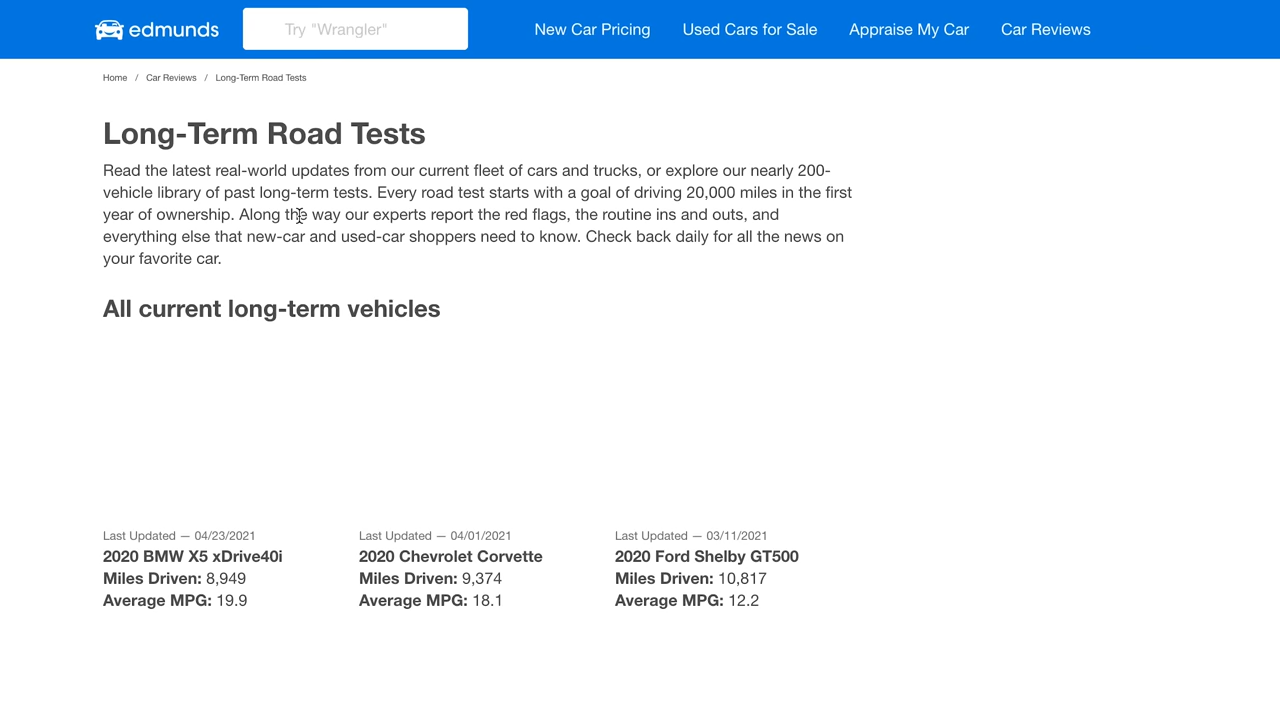 edmunds
Try "Wrangler"
New Car Pricing
Used Cars for Sale
Appraise My Car
Car Reviews
Home / Car Reviews / Long-Term Road Tests
Long-Term Road Tests
Read the latest real-world updates from our current fleet of cars and trucks, or explore our nearly 200-
vehicle library of past long-term tests. Every road test starts with a goal of driving 20,000 miles in the first
year of ownership. Along the way our experts report the red flags, the routine ins and outs, and
everything else that new-car and used-car shoppers need to know. Check back daily for all the news on
your favorite car.
All current long-term vehicles
Last Updated — 04/23/2021
2020 BMW X5 xDrive40i
Miles Driven: 8,949
Average MPG: 19.9
Last Updated — 04/01/2021
2020 Chevrolet Corvette
Miles Driven: 9,374
Average MPG: 18.1
Last Updated — 03/11/2021
2020 Ford Shelby GT500
Miles Driven: 10,817
Average MPG: 12.2